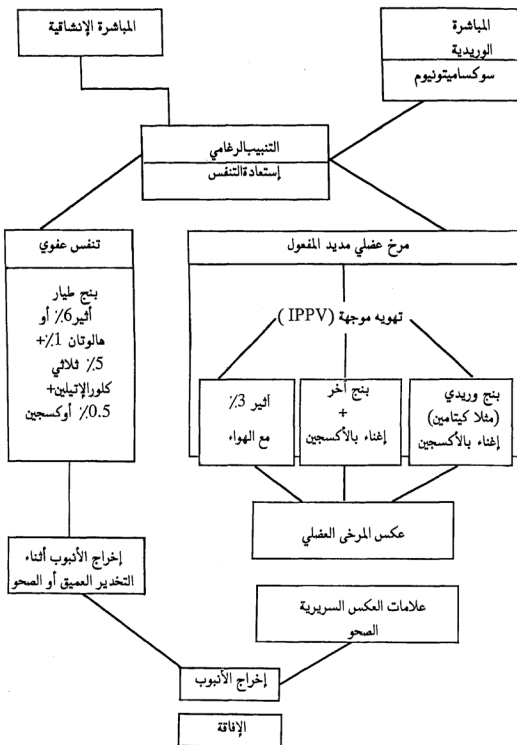 المباشرة الإنشاقية
المباشرة
الوريدية
سوكساميتونيوم
التنبيب الرغامي
إستعادة التنفس
تنفس عفوي
بنج طيار
أثير 6٪ أو
هالوتان 1٪+
5٪ ثلاثي
كلور الإتيلين+
0.5٪ أوكسجين
مرخ عضلي مديد المفعول
تهويه موجهة (IPPV)
أثير 3٪
مع الهواء
بنج آخر
+
إغناء بالأكسجين
بنج وريدي
(مثلا كيتامين)
إغناء بالأكسجين
عكس المرخى العضلي
إخراج الأنبوب أثناء
التخدير العميق أو الصحو
علامات العكس السريرية
الصحو
إخراج الأنبوب
الإفاقة